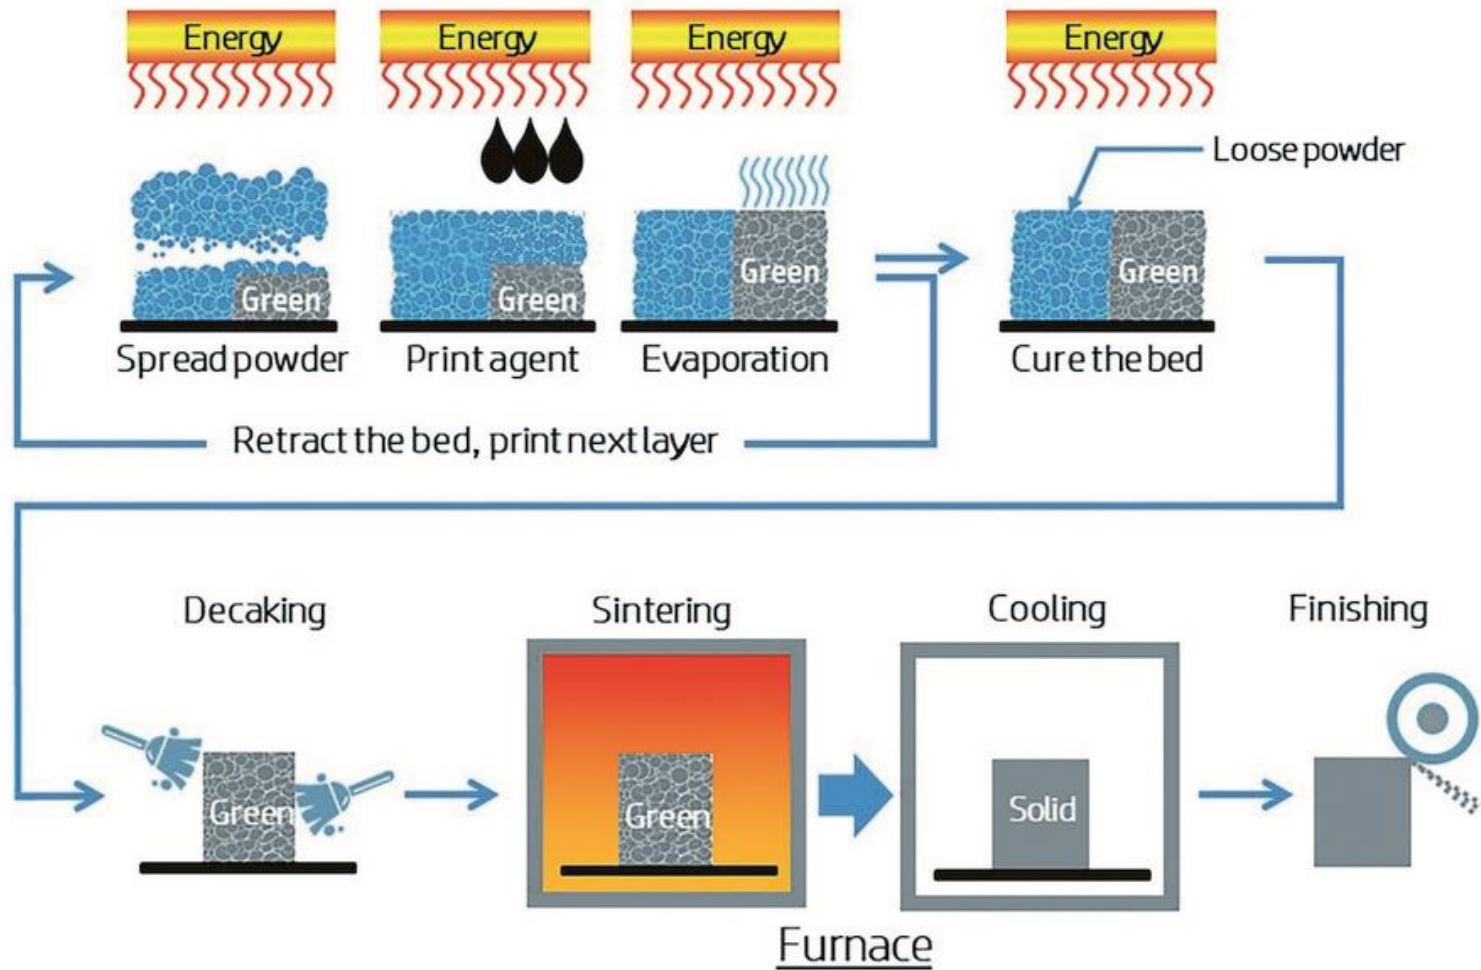 Energy
Energy
Energy
Energy
Loose powder
Green
Green
Green
Green
Spread powder
Print agent
Evaporation
Cure the bed
Retract the bed, print next layer
Decaking
Sintering
Cooling
Finishing
Green
Green
Solid
Furnace